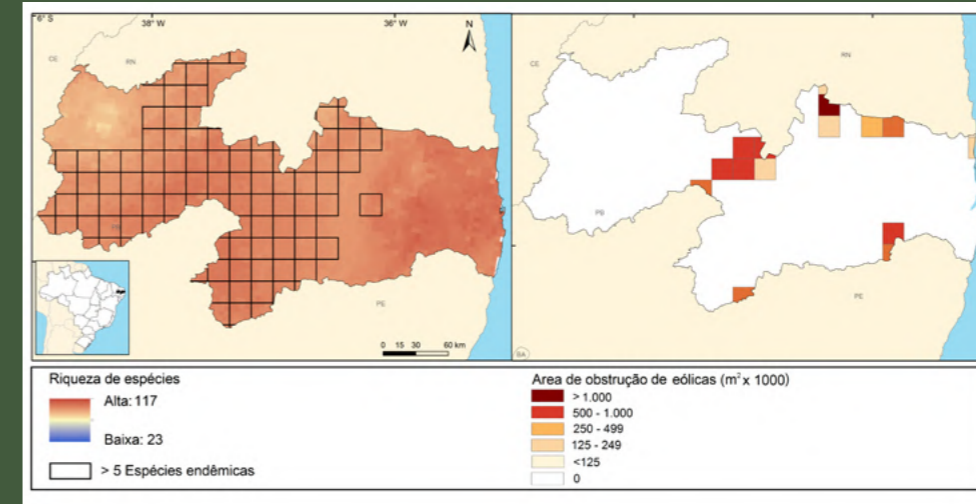 6° S
38° W
36° W
N
CE
RN
RN
PB
PE
PE
BA
0 15 30 60 km
Riqueza de espécies
Alta: 117
Baixa: 23
> 5 Espécies endêmicas
Area de obstrução de eólicas (m² x 1000)
> 1.000
500 - 1.000
250 - 499
125 - 249
<125
0